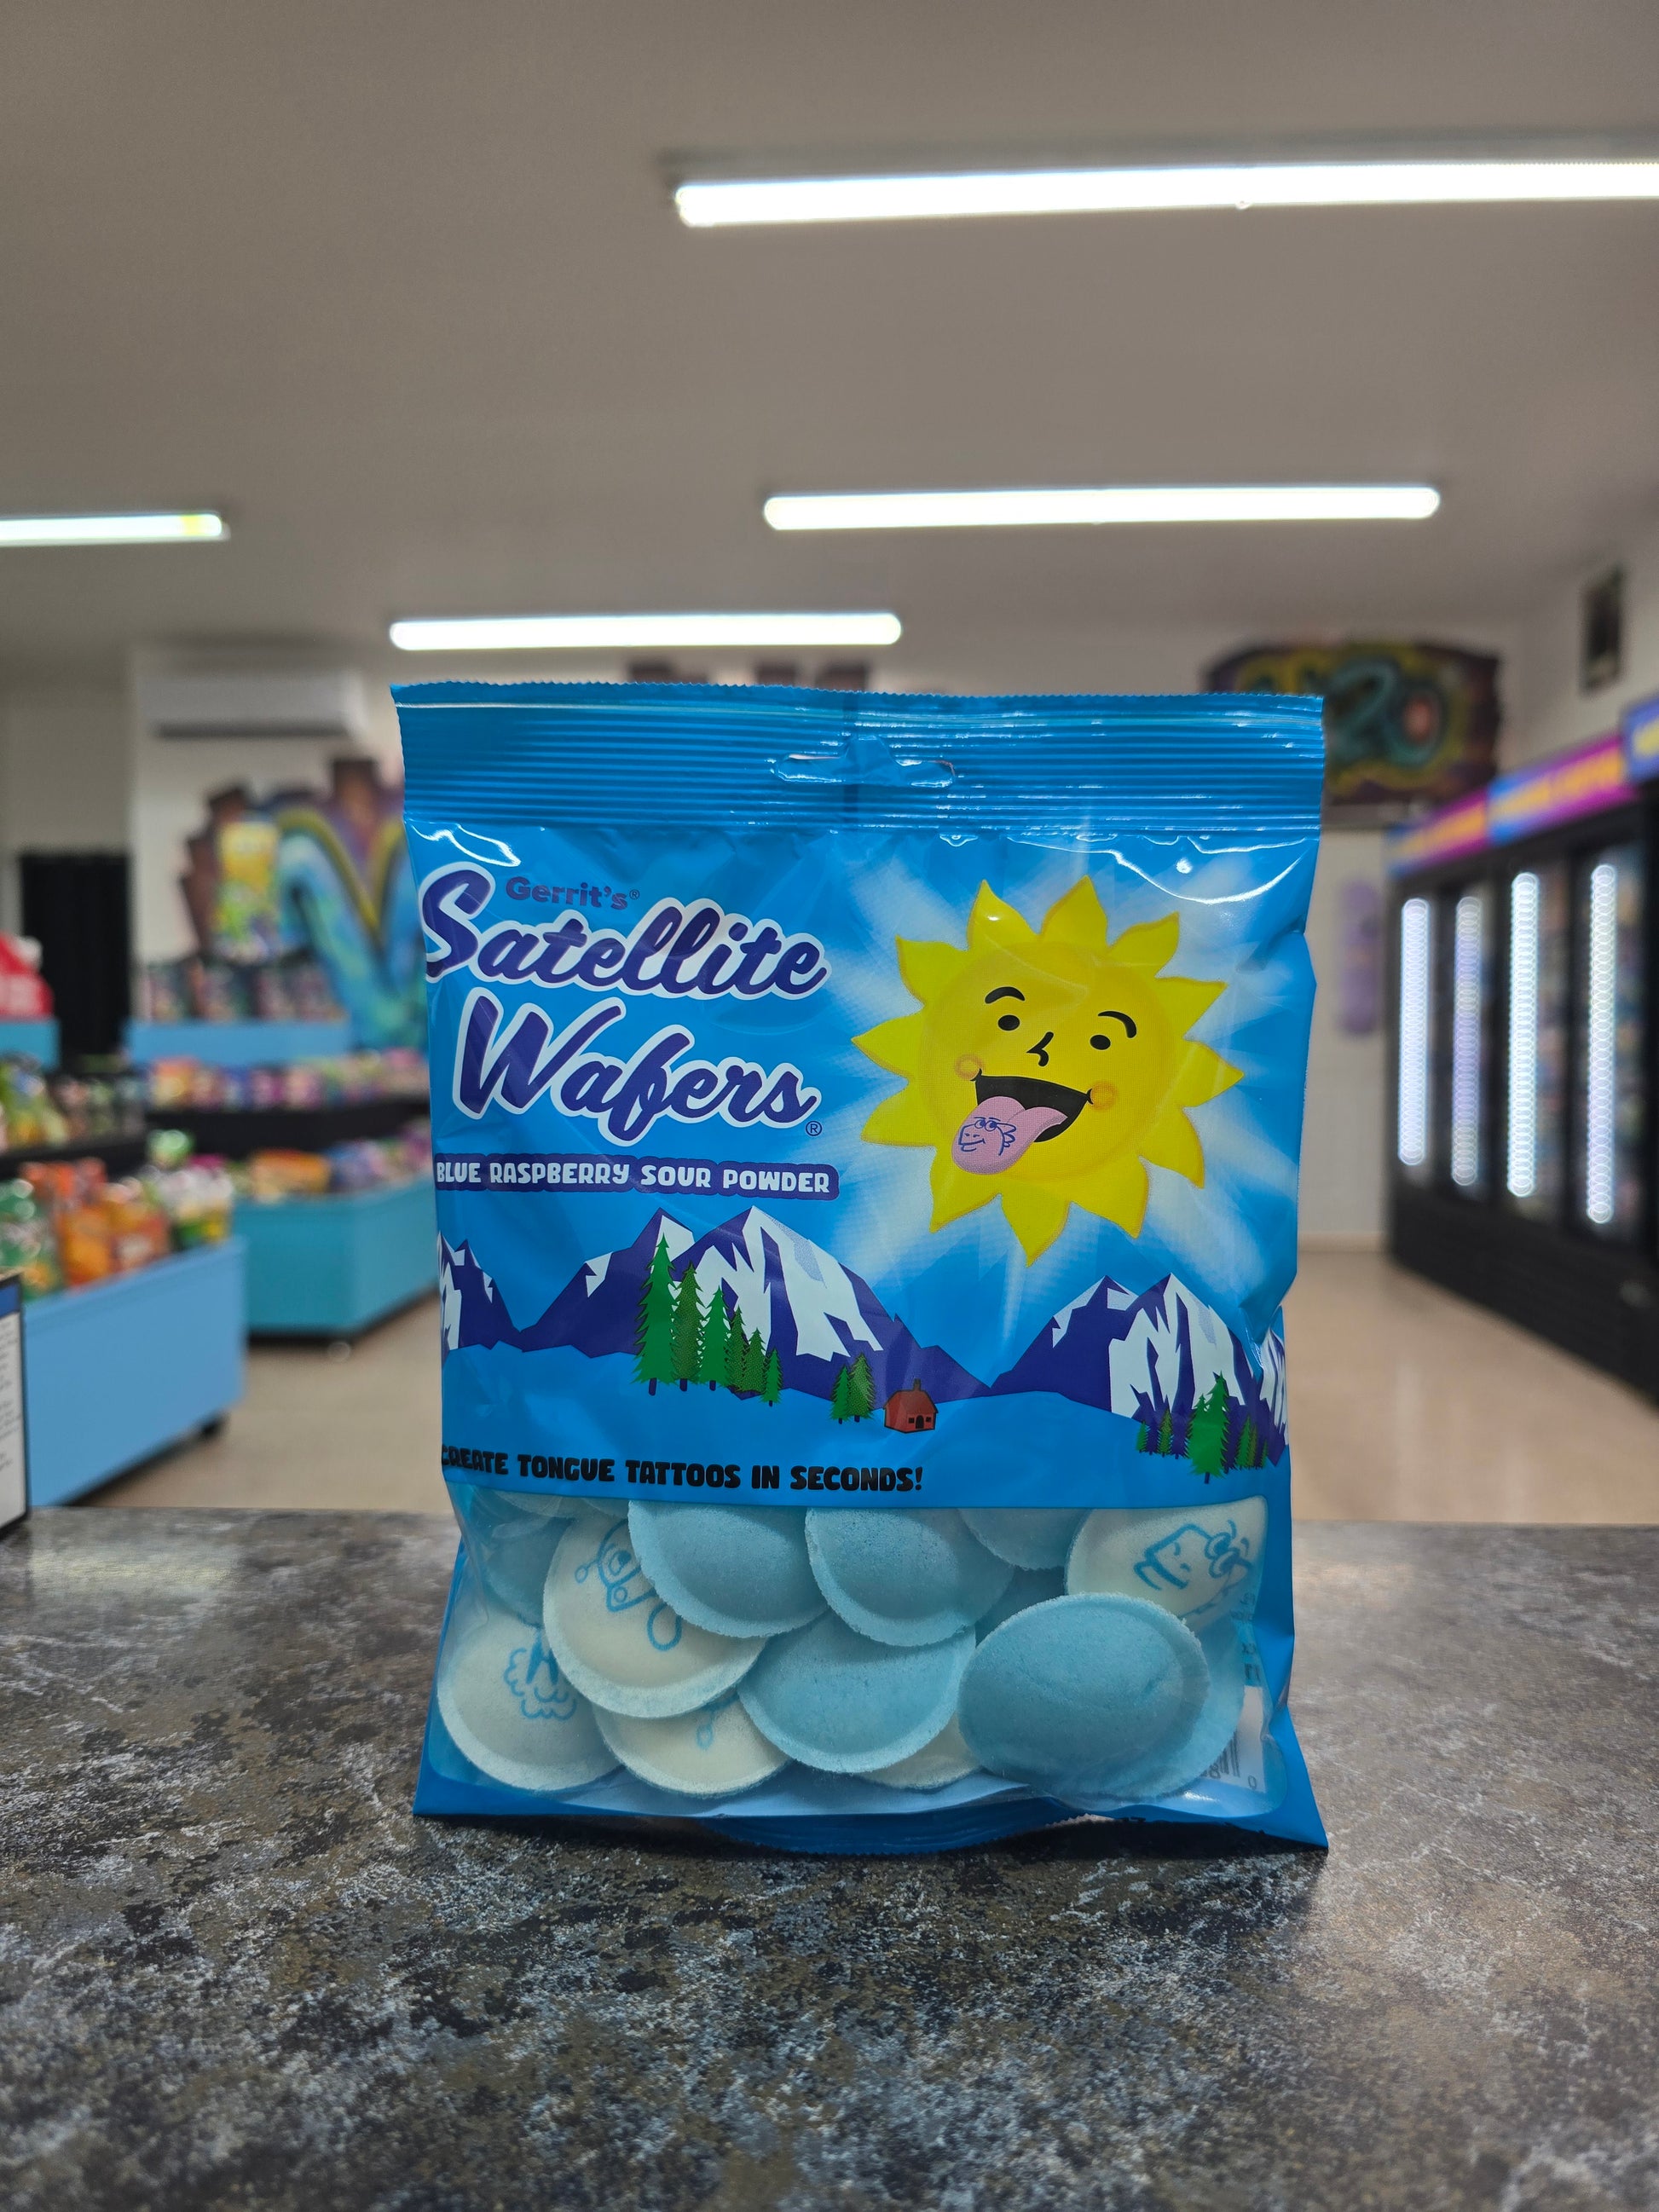 Gerrit's®
Satellite
Wafers®
BLUE RASPBERRY SOUR POWDER
CREATE TONGUE TATTOOS IN SECONDS!